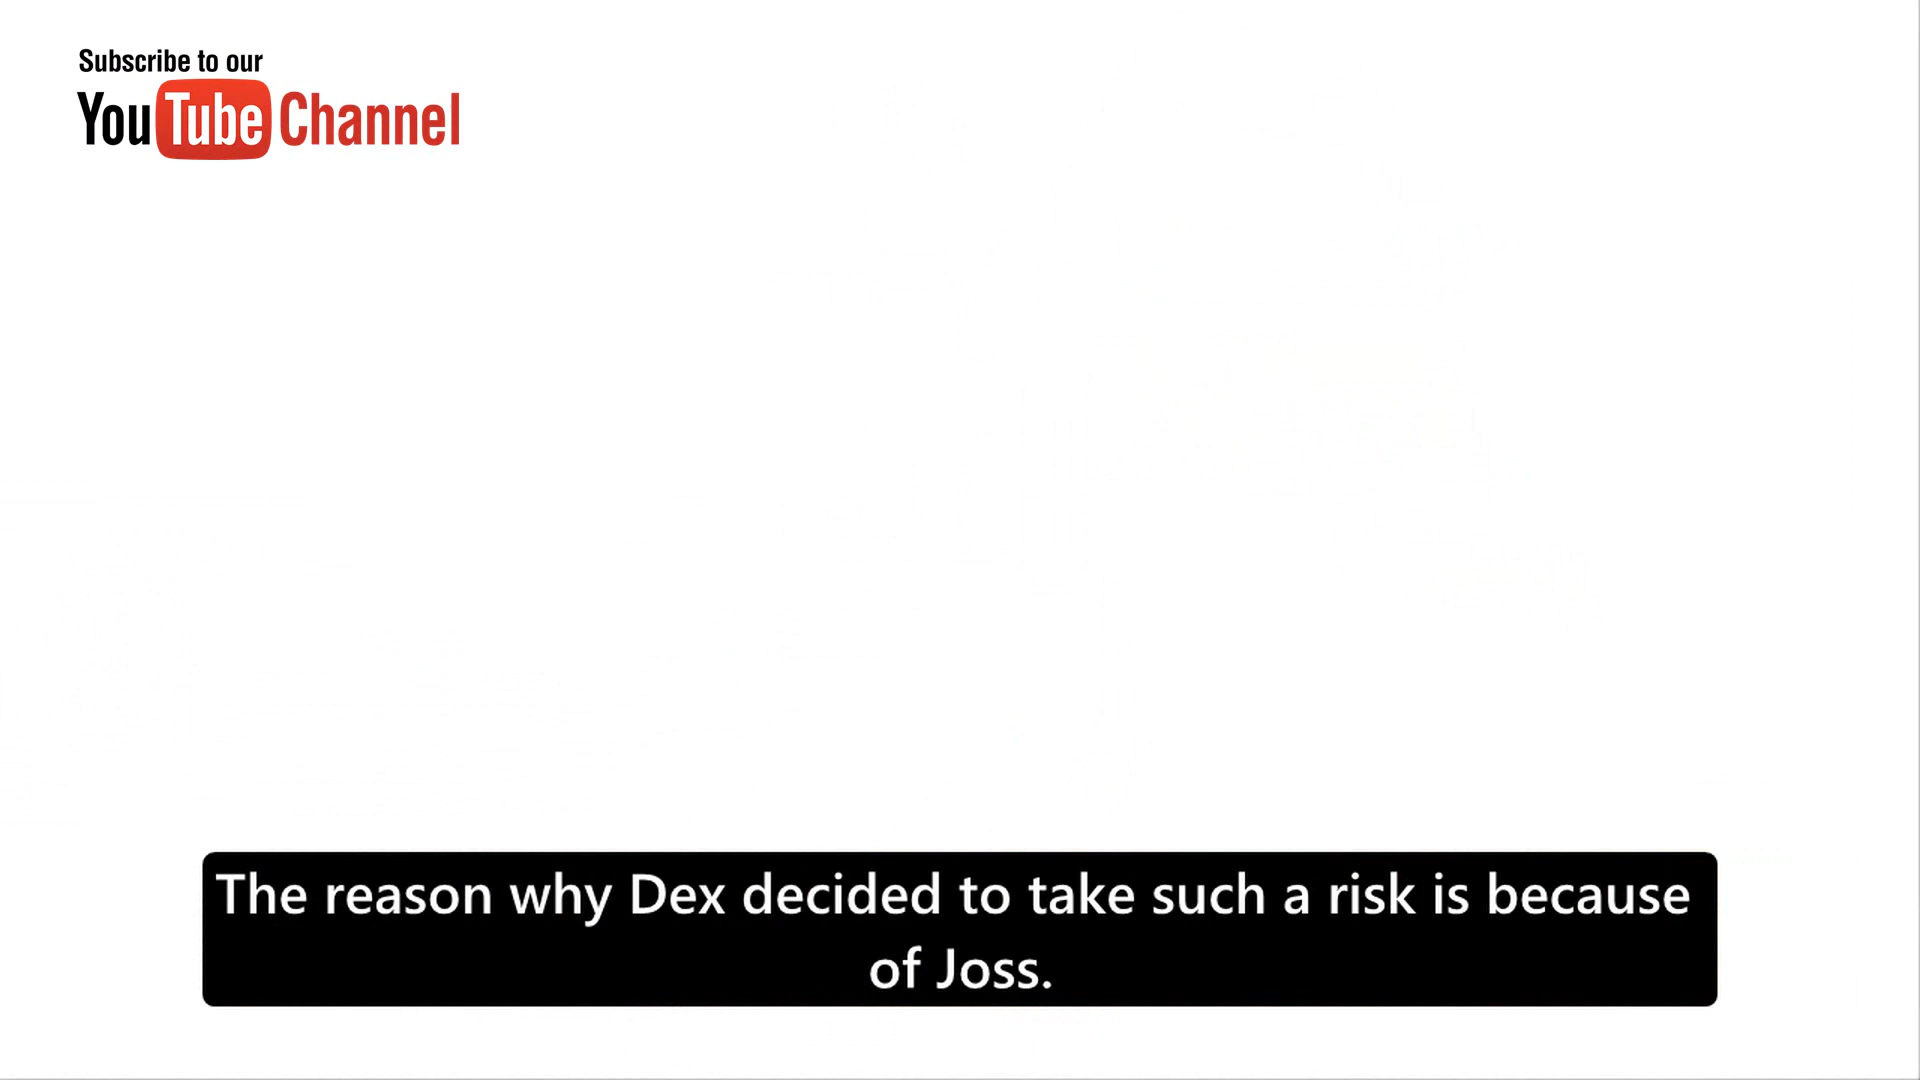 Subscribe to our
YouTube Channel
The reason why Dex decided to take such a risk is because
of Joss.